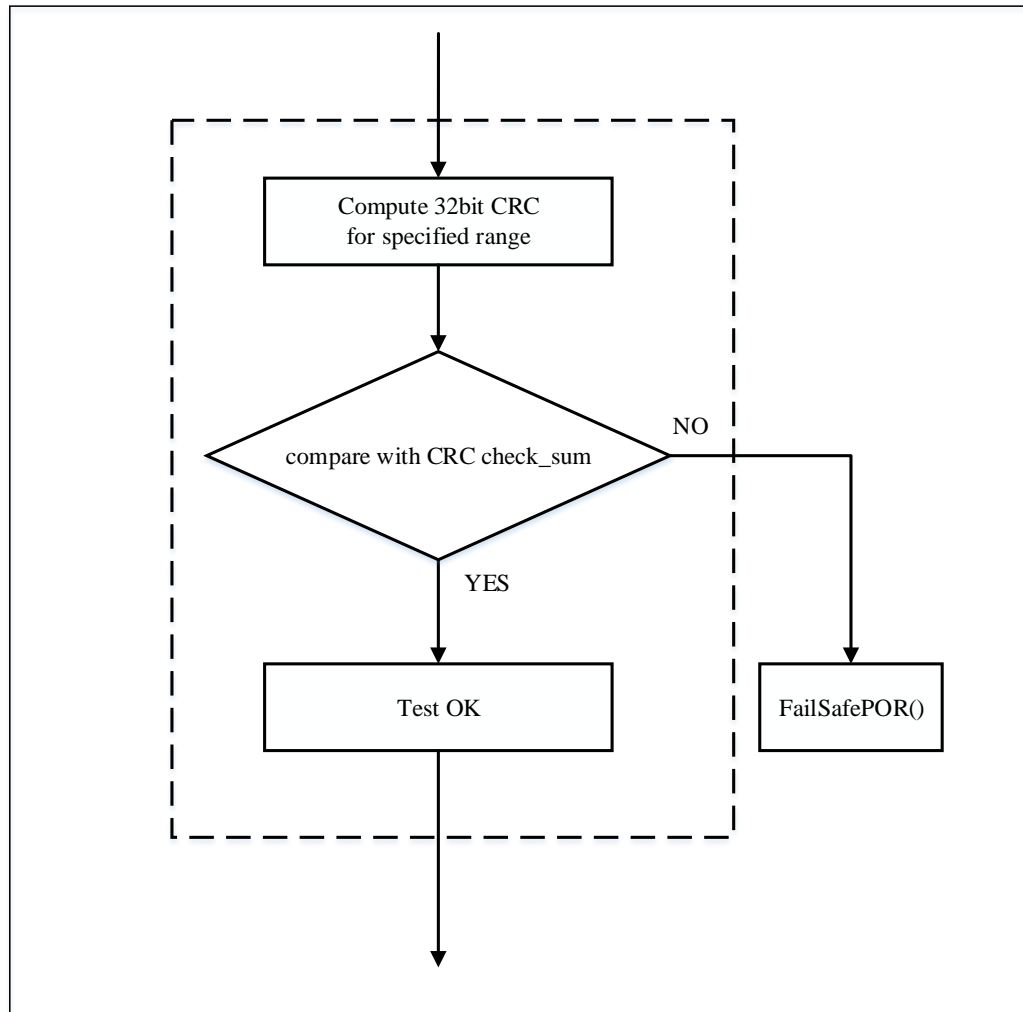 Compute 32bit CRC
for specified range
compare with CRC check_sum
NO
YES
Test OK
FailSafePOR()